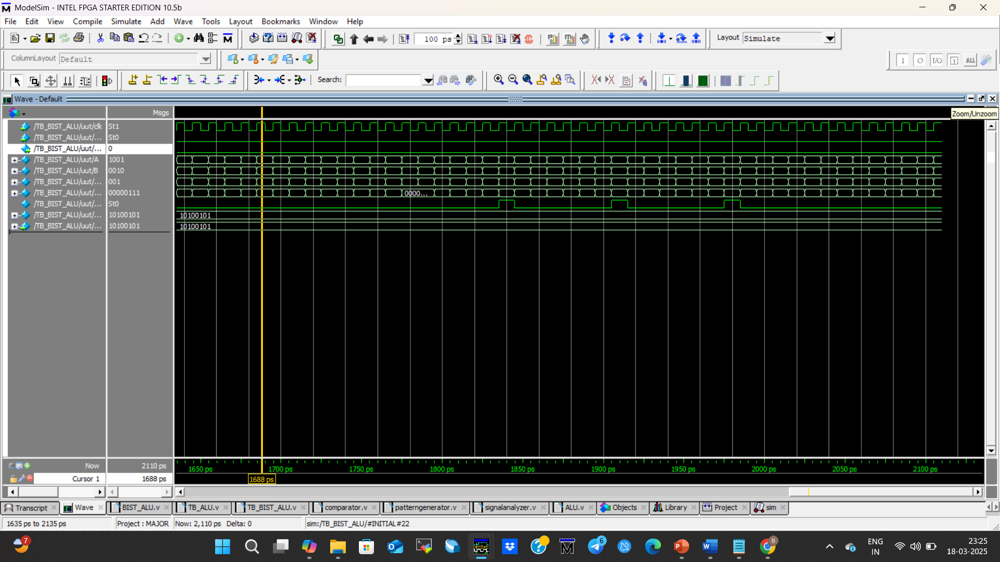 ModelSim - INTEL FPGA STARTER EDITION 10.5b
File Edit View Compile Simulate Add Wave Tools Layout Bookmarks Window Help
100 ps
Layout Simulate
ColumnLayout Default
I O I/O ALL
Search:
Wave - Default
Zoom/Unzoom
Msgs
/TB_BIST_ALU/uut/clk St1
/TB_BIST_ALU/uut/... St0
/TB_BIST_ALU/uut/... 0
/TB_BIST_ALU/uut/A 1001
/TB_BIST_ALU/uut/B 0010
/TB_BIST_ALU/uut/... 001
/TB_BIST_ALU/uut/... 00000111 0000...
/TB_BIST_ALU/uut/... St0
/TB_BIST_ALU/uut/... 10100101 10100101
/TB_BIST_ALU/uut/... 10100101 10100101
Now 2110 ps 1650 ps 1700 ps 1750 ps 1800 ps 1850 ps 1900 ps 1950 ps 2000 ps 2050 ps 2100 ps
Cursor 1 1688 ps 1688 ps
Transcript Wave BIST_ALU.v TB_ALU.v TB_BIST_ALU.v comparator.v patterngenerator.v signalanalyzer.v ALU.v Objects Library Project sim
1635 ps to 2135 ps Project : MAJOR Now: 2,110 ps Delta: 0 sim:/TB_BIST_ALU/#INITIAL#22
7 6 B ENG 23:25
IN 18-03-2025